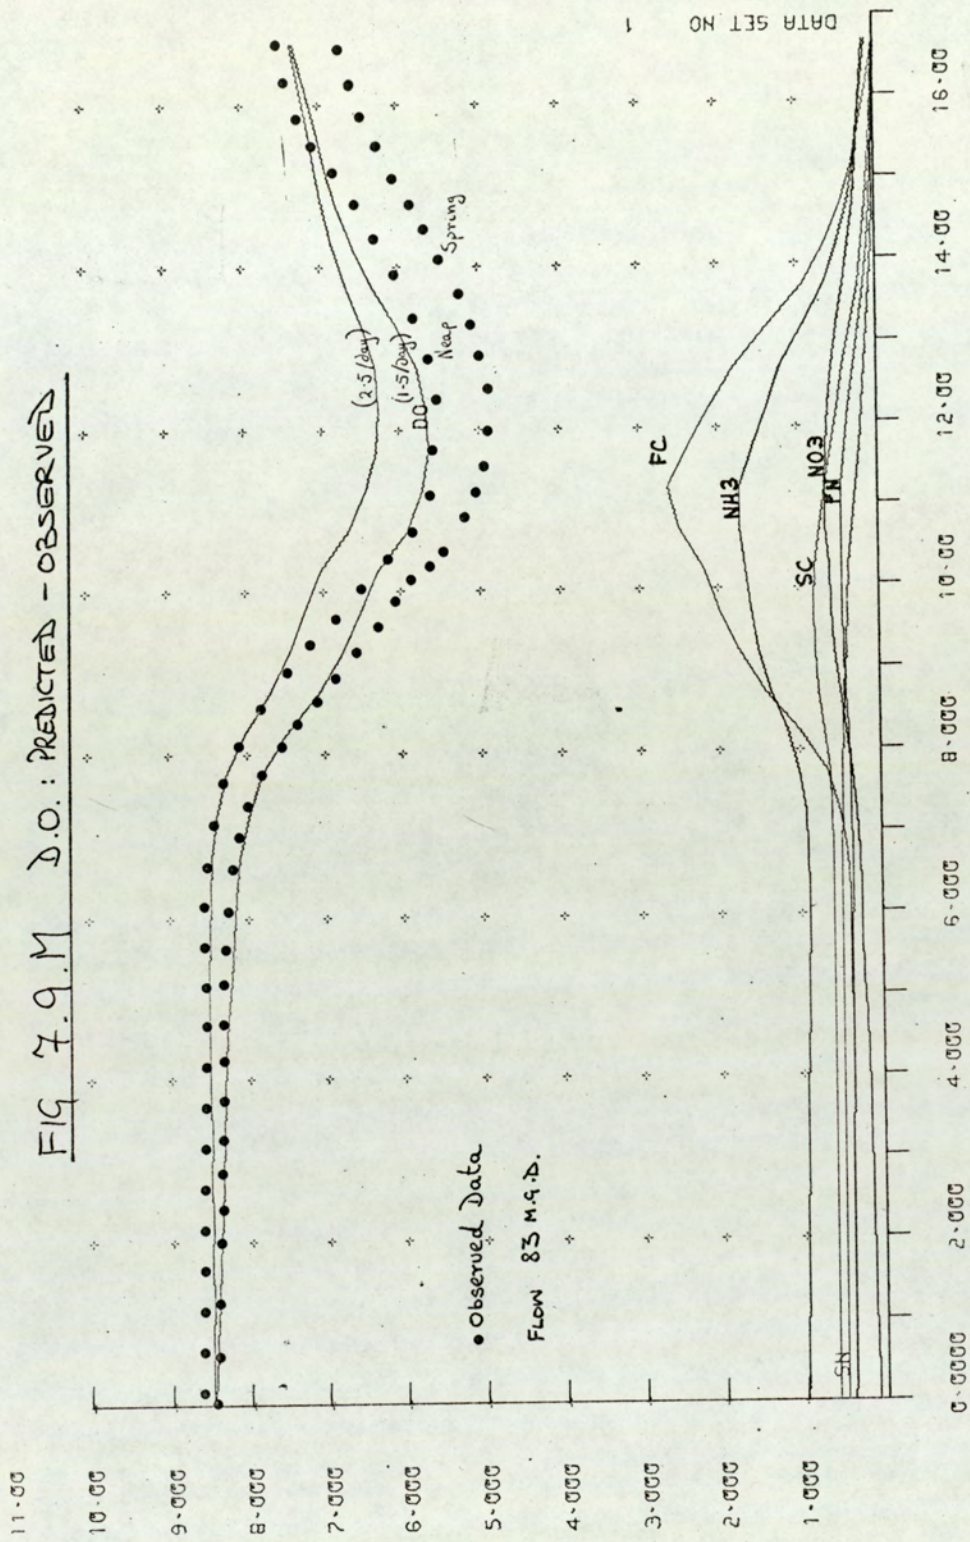 FIG 7.9.M D.O.: PREDICTED - OBSERVED
11.00
10.000
9.000
8.000
7.000
6.000
5.000
4.000
3.000
2.000
1.000
(2.5/day)
(1.5/day)
DO
Neap
Spring
• Observed Data
FLOW 83 M.G.D.
FC
NH3
SC
NO3
PN
SN
0.0000
2.000
4.000
6.000
8.000
10.00
12.00
14.00
16.00
DATA SET NO 1